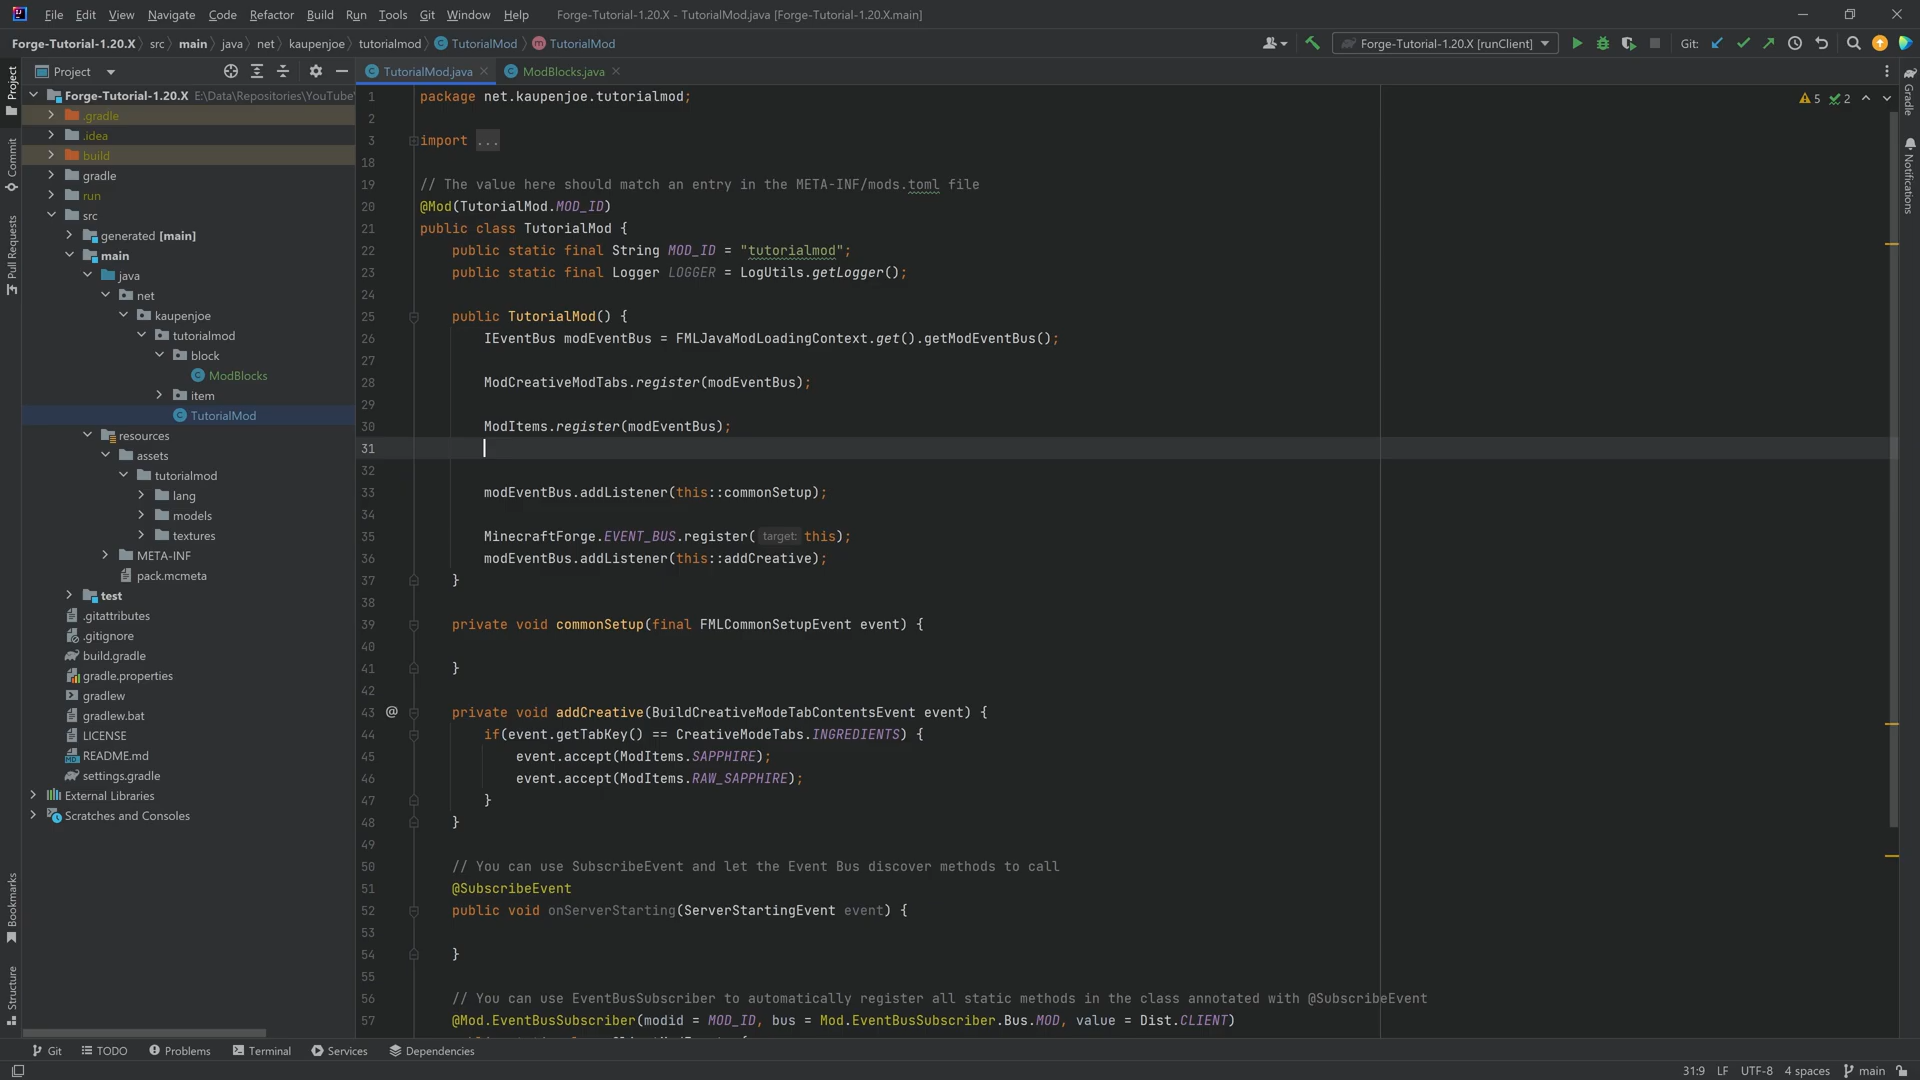 File Edit View Navigate Code Refactor Build Run Tools Git Window Help Forge-Tutorial-1.20.X - TutorialMod.java [Forge-Tutorial-1.20.X.main]
Forge-Tutorial-1.20.X src main java net kaupenjoe tutorialmod TutorialMod TutorialMod Forge-Tutorial-1.20.X [runClient] Git:
Project TutorialMod.java ModBlocks.java
Project
Commit
Pull Requests
Bookmarks
Structure
Forge-Tutorial-1.20.X E:\Data\Repositories\YouTube
.gradle
.idea
build
gradle
run
src
generated [main]
main
java
net
kaupenjoe
tutorialmod
block
ModBlocks
item
TutorialMod
resources
assets
tutorialmod
lang
models
textures
META-INF
pack.mcmeta
test
.gitattributes
.gitignore
build.gradle
gradle.properties
gradlew
gradlew.bat
LICENSE
README.md
settings.gradle
External Libraries
Scratches and Consoles
1 package net.kaupenjoe.tutorialmod;
2
3 import ...
18
19 // The value here should match an entry in the META-INF/mods.toml file
20 @Mod(TutorialMod.MOD_ID)
21 public class TutorialMod {
22 public static final String MOD_ID = "tutorialmod";
23 public static final Logger LOGGER = LogUtils.getLogger();
24
25 public TutorialMod() {
26 IEventBus modEventBus = FMLJavaModLoadingContext.get().getModEventBus();
27
28 ModCreativeModTabs.register(modEventBus);
29
30 ModItems.register(modEventBus);
31
32
33 modEventBus.addListener(this::commonSetup);
34
35 MinecraftForge.EVENT_BUS.register( target: this);
36 modEventBus.addListener(this::addCreative);
37 }
38
39 private void commonSetup(final FMLCommonSetupEvent event) {
40
41 }
42
43 @ private void addCreative(BuildCreativeModeTabContentsEvent event) {
44 if(event.getTabKey() == CreativeModeTabs.INGREDIENTS) {
45 event.accept(ModItems.SAPPHIRE);
46 event.accept(ModItems.RAW_SAPPHIRE);
47 }
48 }
49
50 // You can use SubscribeEvent and let the Event Bus discover methods to call
51 @SubscribeEvent
52 public void onServerStarting(ServerStartingEvent event) {
53
54 }
55
56 // You can use EventBusSubscriber to automatically register all static methods in the class annotated with @SubscribeEvent
57 @Mod.EventBusSubscriber(modid = MOD_ID, bus = Mod.EventBusSubscriber.Bus.MOD, value = Dist.CLIENT)
5 2
Gradle
Notifications
Git TODO Problems Terminal Services Dependencies
31:9 LF UTF-8 4 spaces main